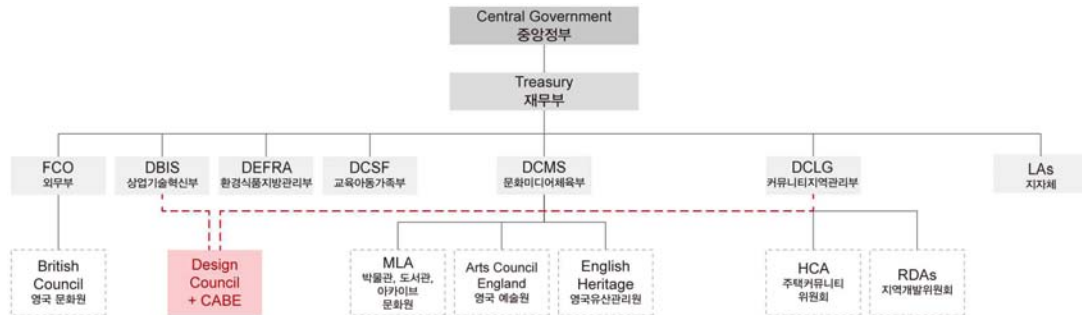 Central Government
중앙정부
Treasury
재무부
FCO
외무부
DBIS
상업기술혁신부
DEFRA
환경식품지방관리부
DCSF
교육아동가족부
DCMS
문화미디어체육부
DCLG
커뮤니티지역관리부
LAs
지자체
British
Council
영국 문화원
Design
Council
+ CABE
MLA
박물관, 도서관,
아카이브
문화원
Arts Council
England
영국 예술원
English
Heritage
영국유산관리원
HCA
주택커뮤니티
위원회
RDAs
지역개발위원회